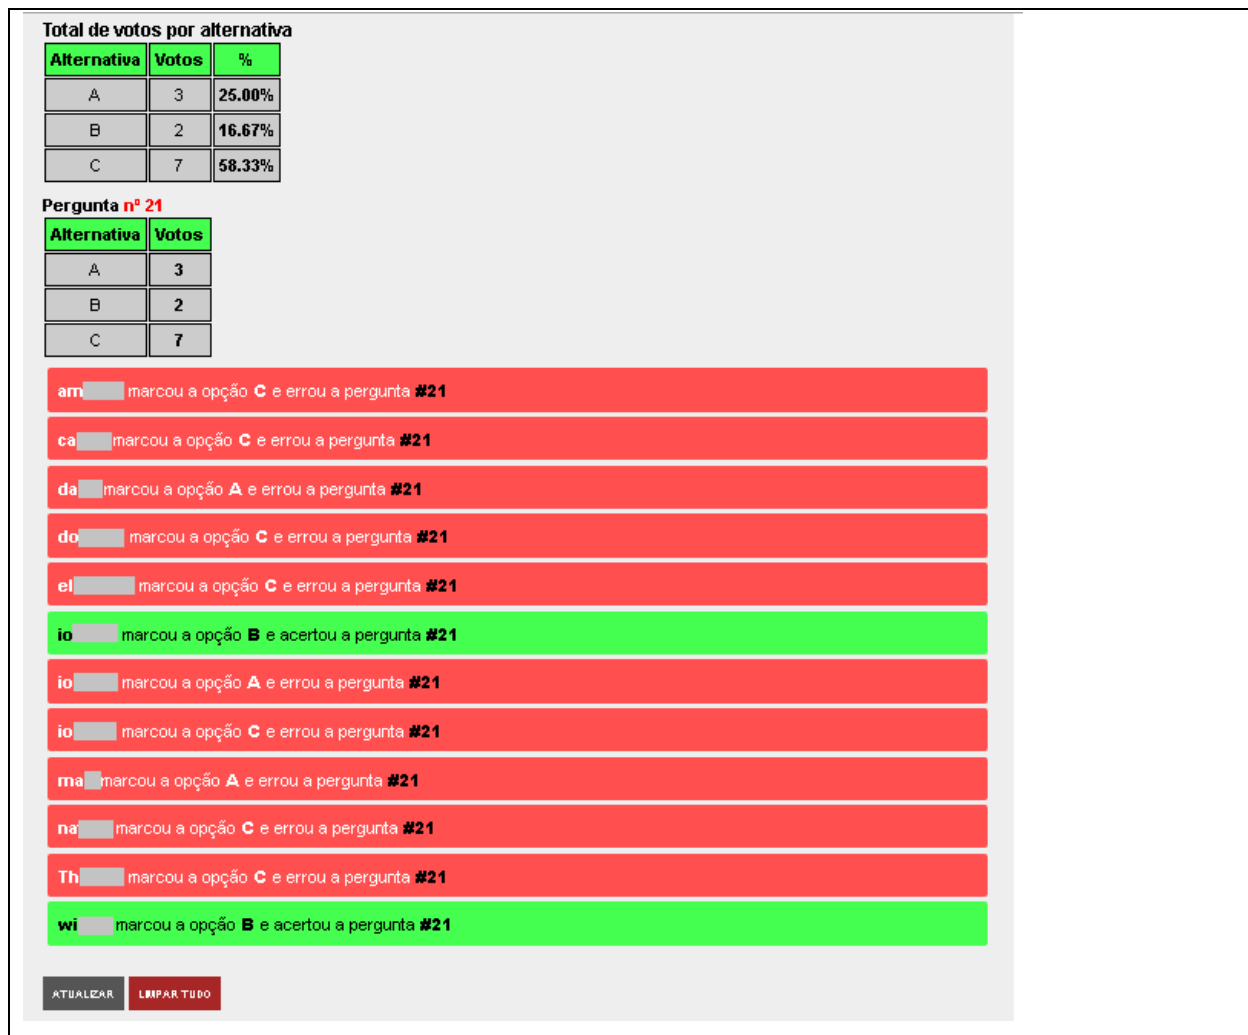 Total de votos por alternativa
Alternativa Votos %
A 3 25.00%
B 2 16.67%
C 7 58.33%
Pergunta nº 21
Alternativa Votos
A 3
B 2
C 7
am marcou a opção C e errou a pergunta #21
ca marcou a opção C e errou a pergunta #21
da marcou a opção A e errou a pergunta #21
do marcou a opção C e errou a pergunta #21
el marcou a opção C e errou a pergunta #21
io marcou a opção B e acertou a pergunta #21
io marcou a opção A e errou a pergunta #21
io marcou a opção C e errou a pergunta #21
ma marcou a opção A e errou a pergunta #21
na marcou a opção C e errou a pergunta #21
Th marcou a opção C e errou a pergunta #21
wi marcou a opção B e acertou a pergunta #21
ATUALIZAR LIMPAR TUDO